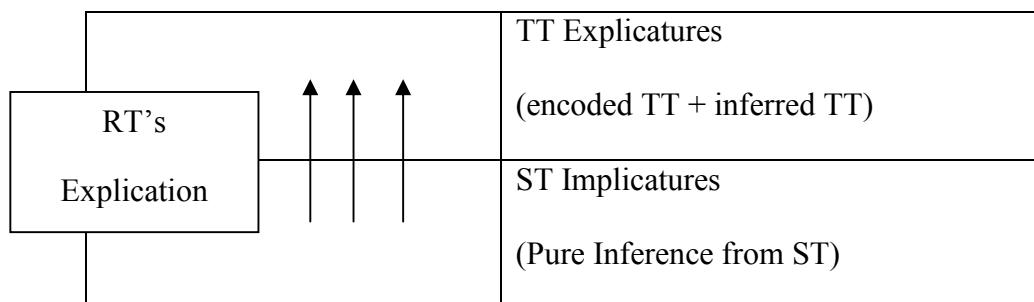 RT’s
Explication
TT Explicatures
(encoded TT + inferred TT)
ST Implicatures
(Pure Inference from ST)